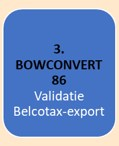 3.
BOWCONVERT
86
Validatie
Belcotax-export